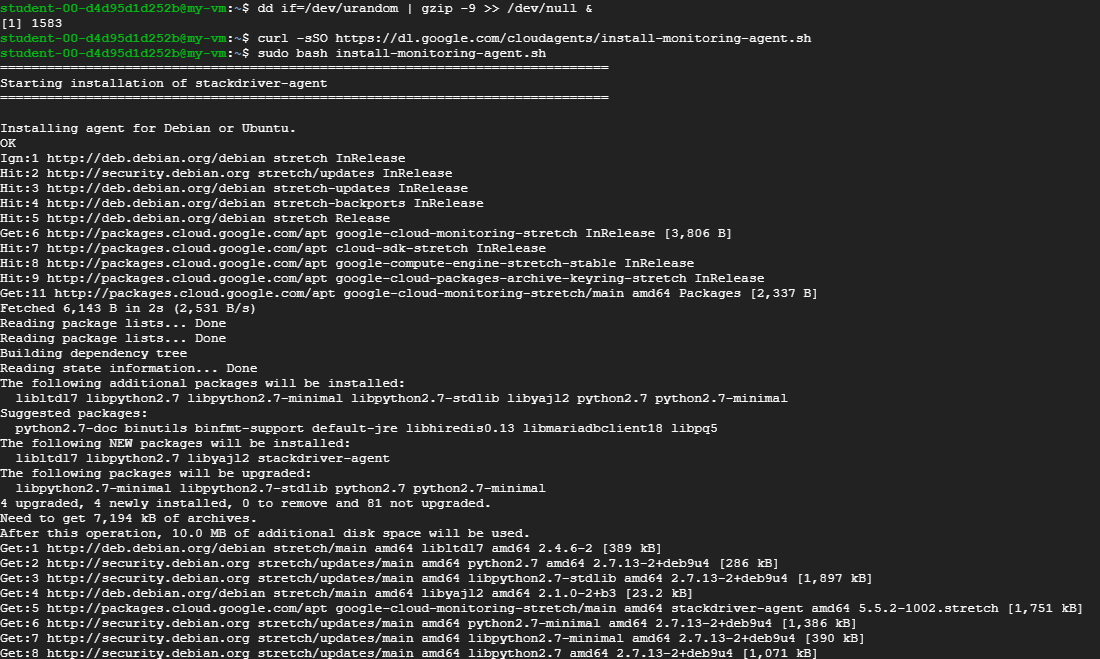 student-00-d4d95d1d252b@my-vm:~$ dd if=/dev/urandom | gzip -9 >> /dev/null &
[1] 1583
student-00-d4d95d1d252b@my-vm:~$ curl -sSO https://dl.google.com/cloudagents/install-monitoring-agent.sh
student-00-d4d95d1d252b@my-vm:~$ sudo bash install-monitoring-agent.sh
==============================================================================
Starting installation of stackdriver-agent
==============================================================================
Installing agent for Debian or Ubuntu.
OK
Ign:1 http://deb.debian.org/debian stretch InRelease
Hit:2 http://security.debian.org stretch/updates InRelease
Hit:3 http://deb.debian.org/debian stretch-updates InRelease
Hit:4 http://deb.debian.org/debian stretch-backports InRelease
Hit:5 http://deb.debian.org/debian stretch Release
Get:6 http://packages.cloud.google.com/apt google-cloud-monitoring-stretch InRelease [3,806 B]
Hit:7 http://packages.cloud.google.com/apt cloud-sdk-stretch InRelease
Hit:8 http://packages.cloud.google.com/apt google-compute-engine-stretch-stable InRelease
Hit:9 http://packages.cloud.google.com/apt google-cloud-packages-archive-keyring-stretch InRelease
Get:11 http://packages.cloud.google.com/apt google-cloud-monitoring-stretch/main amd64 Packages [2,337 B]
Fetched 6,143 B in 2s (2,531 B/s)
Reading package lists... Done
Reading package lists... Done
Building dependency tree
Reading state information... Done
The following additional packages will be installed:
  libltdl7 libpython2.7 libpython2.7-minimal libpython2.7-stdlib libyajl2 python2.7 python2.7-minimal
Suggested packages:
  python2.7-doc binutils binfmt-support default-jre libhiredis0.13 libmariadbclient18 libpq5
The following NEW packages will be installed:
  libltdl7 libpython2.7 libyajl2 stackdriver-agent
The following packages will be upgraded:
  libpython2.7-minimal libpython2.7-stdlib python2.7 python2.7-minimal
4 upgraded, 4 newly installed, 0 to remove and 81 not upgraded.
Need to get 7,194 kB of archives.
After this operation, 10.0 MB of additional disk space will be used.
Get:1 http://deb.debian.org/debian stretch/main amd64 libltdl7 amd64 2.4.6-2 [389 kB]
Get:2 http://security.debian.org stretch/updates/main amd64 python2.7 amd64 2.7.13-2+deb9u4 [286 kB]
Get:3 http://security.debian.org stretch/updates/main amd64 libpython2.7-stdlib amd64 2.7.13-2+deb9u4 [1,897 kB]
Get:4 http://deb.debian.org/debian stretch/main amd64 libyajl2 amd64 2.1.0-2+b3 [23.2 kB]
Get:5 http://packages.cloud.google.com/apt google-cloud-monitoring-stretch/main amd64 stackdriver-agent amd64 5.5.2-1002.stretch [1,751 kB]
Get:6 http://security.debian.org stretch/updates/main amd64 python2.7-minimal amd64 2.7.13-2+deb9u4 [1,386 kB]
Get:7 http://security.debian.org stretch/updates/main amd64 libpython2.7-minimal amd64 2.7.13-2+deb9u4 [390 kB]
Get:8 http://security.debian.org stretch/updates/main amd64 libpython2.7 amd64 2.7.13-2+deb9u4 [1,071 kB]